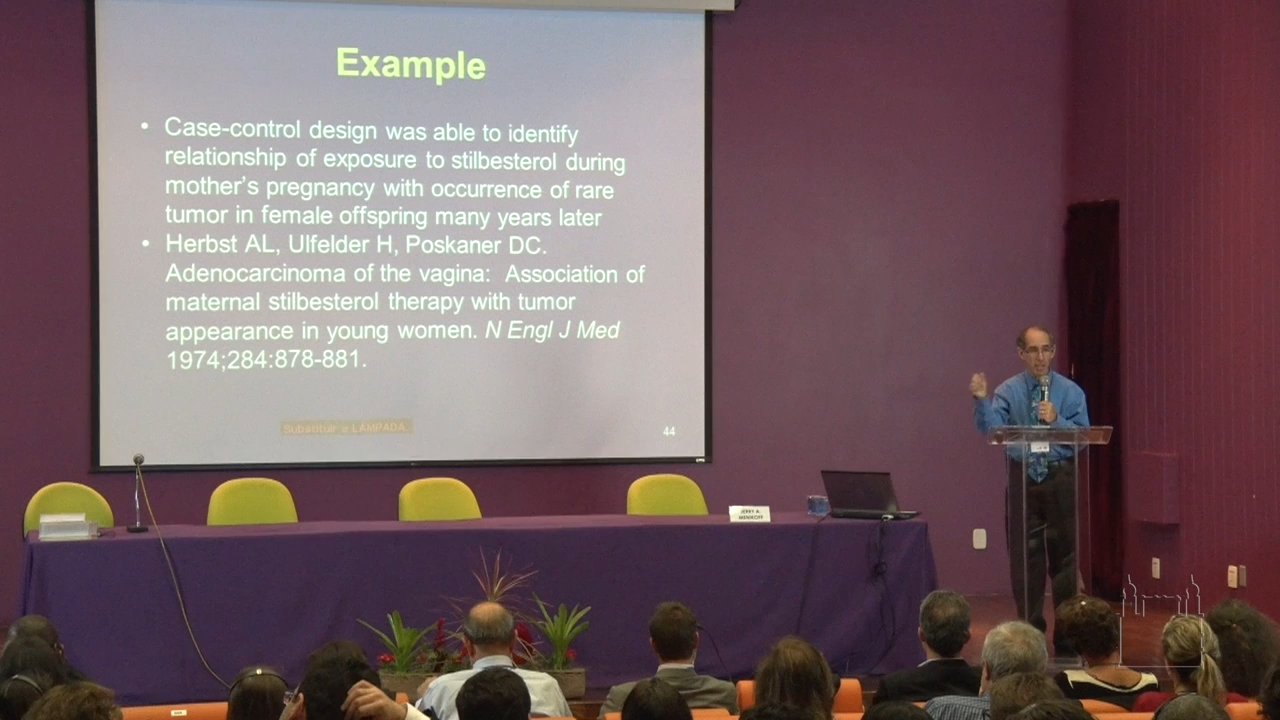 Example
• Case-control design was able to identify
relationship of exposure to stilbesterol during
mother's pregnancy with occurrence of rare
tumor in female offspring many years later
• Herbst AL, Ulfelder H, Poskaner DC.
Adenocarcinoma of the vagina: Association of
maternal stilbesterol therapy with tumor
appearance in young women. N Engl J Med
1974;284:878-881.
Substituir a LÂMPADA
44
JERRY A.
MENIKOFF